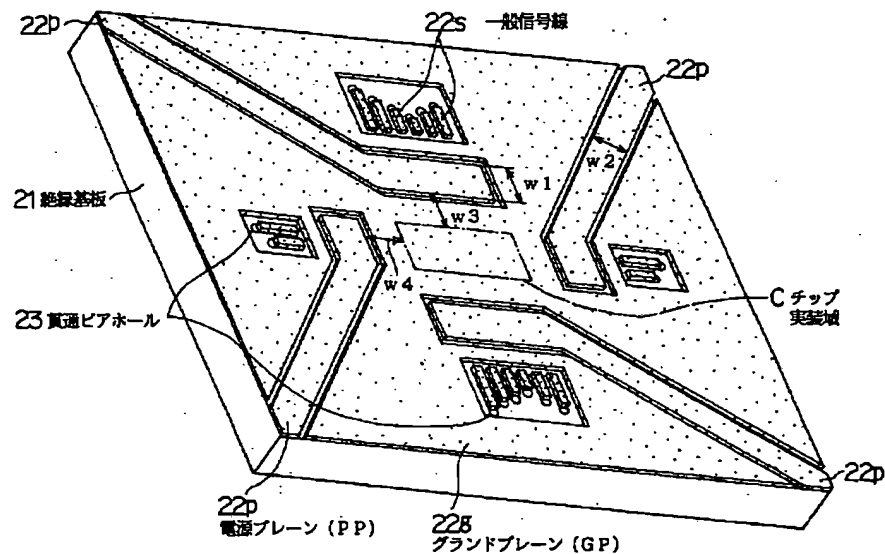 22p
22s 一般信号線
22p
21 絶縁基板
w1
w2
w3
w4
23 貫通ビアホール
C チップ
実装域
22p
電源プレーン（PP）
22g
グランドプレーン（GP）
22p